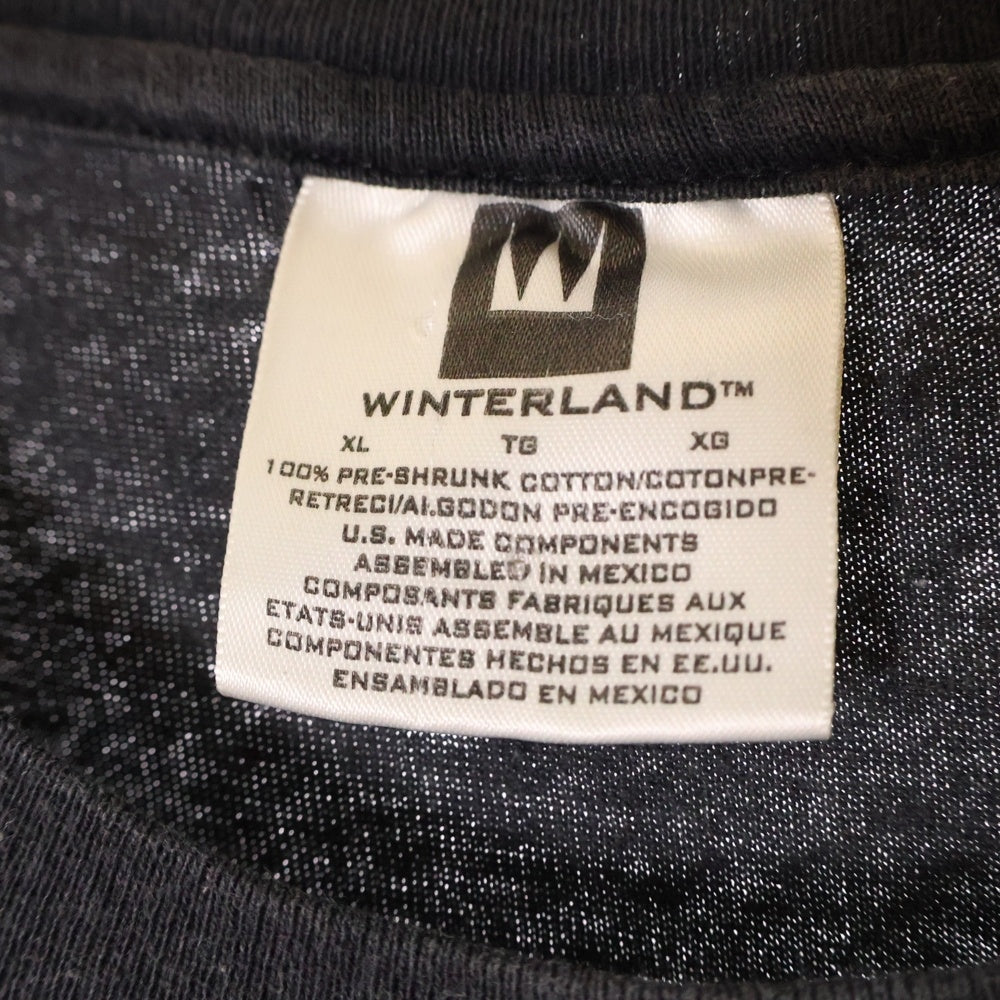 W
WINTERLAND™
XL TG XG
100% PRE-SHRUNK COTTON/COTONPRE-
RETRECI/ALGODON PRE-ENCOGIDO
U.S. MADE COMPONENTS
ASSEMBLED IN MEXICO
COMPOSANTS FABRIQUES AUX
ETATS-UNIS ASSEMBLE AU MEXIQUE
COMPONENTES HECHOS EN EE.UU.
ENSAMBLADO EN MEXICO